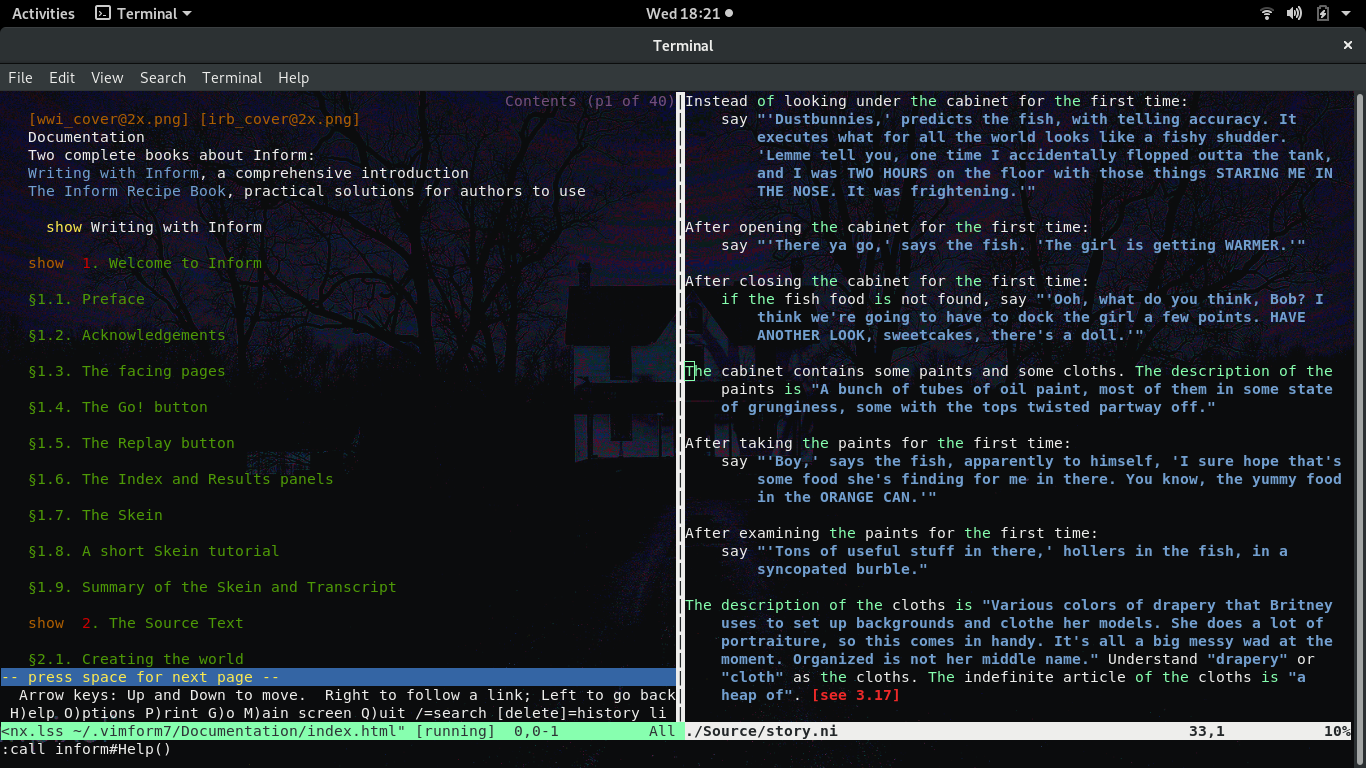 Activities Terminal Wed 18:21
Terminal
File Edit View Search Terminal Help
Contents (p1 of 40)
[wwi_cover@2x.png] [irb_cover@2x.png]
Documentation
Two complete books about Inform:
Writing with Inform, a comprehensive introduction
The Inform Recipe Book, practical solutions for authors to use
show Writing with Inform
show 1. Welcome to Inform
§1.1. Preface
§1.2. Acknowledgements
§1.3. The facing pages
§1.4. The Go! button
§1.5. The Replay button
§1.6. The Index and Results panels
§1.7. The Skein
§1.8. A short Skein tutorial
§1.9. Summary of the Skein and Transcript
show 2. The Source Text
§2.1. Creating the world
-- press space for next page --
Arrow keys: Up and Down to move. Right to follow a link; Left to go back
H)elp O)ptions P)rint G)o M)ain screen Q)uit /=search [delete]=history li
<nx.lss ~/.vimform7/Documentation/index.html" [running] 0,0-1 All
Instead of looking under the cabinet for the first time:
say "'Dustbunnies,' predicts the fish, with telling accuracy. It
executes what for all the world looks like a fishy shudder.
'Lemme tell you, one time I accidentally flopped outta the tank,
and I was TWO HOURS on the floor with those things STARING ME IN
THE NOSE. It was frightening.'"
After opening the cabinet for the first time:
say "'There ya go,' says the fish. 'The girl is getting WARMER.'"
After closing the cabinet for the first time:
if the fish food is not found, say "'Ooh, what do you think, Bob? I
think we're going to have to dock the girl a few points. HAVE
ANOTHER LOOK, sweetcakes, there's a doll.'"
The cabinet contains some paints and some cloths. The description of the
paints is "A bunch of tubes of oil paint, most of them in some state
of grunginess, some with the tops twisted partway off."
After taking the paints for the first time:
say "'Boy,' says the fish, apparently to himself, 'I sure hope that's
some food she's finding for me in there. You know, the yummy food
in the ORANGE CAN.'"
After examining the paints for the first time:
say "'Tons of useful stuff in there,' hollers in the fish, in a
syncopated burble."
The description of the cloths is "Various colors of drapery that Britney
uses to set up backgrounds and clothe her models. She does a lot of
portraiture, so this comes in handy. It's all a big messy wad at the
moment. Organized is not her middle name." Understand "drapery" or
"cloth" as the cloths. The indefinite article of the cloths is "a
heap of". [see 3.17]
./Source/story.ni 33,1 10%
:call inform#Help()